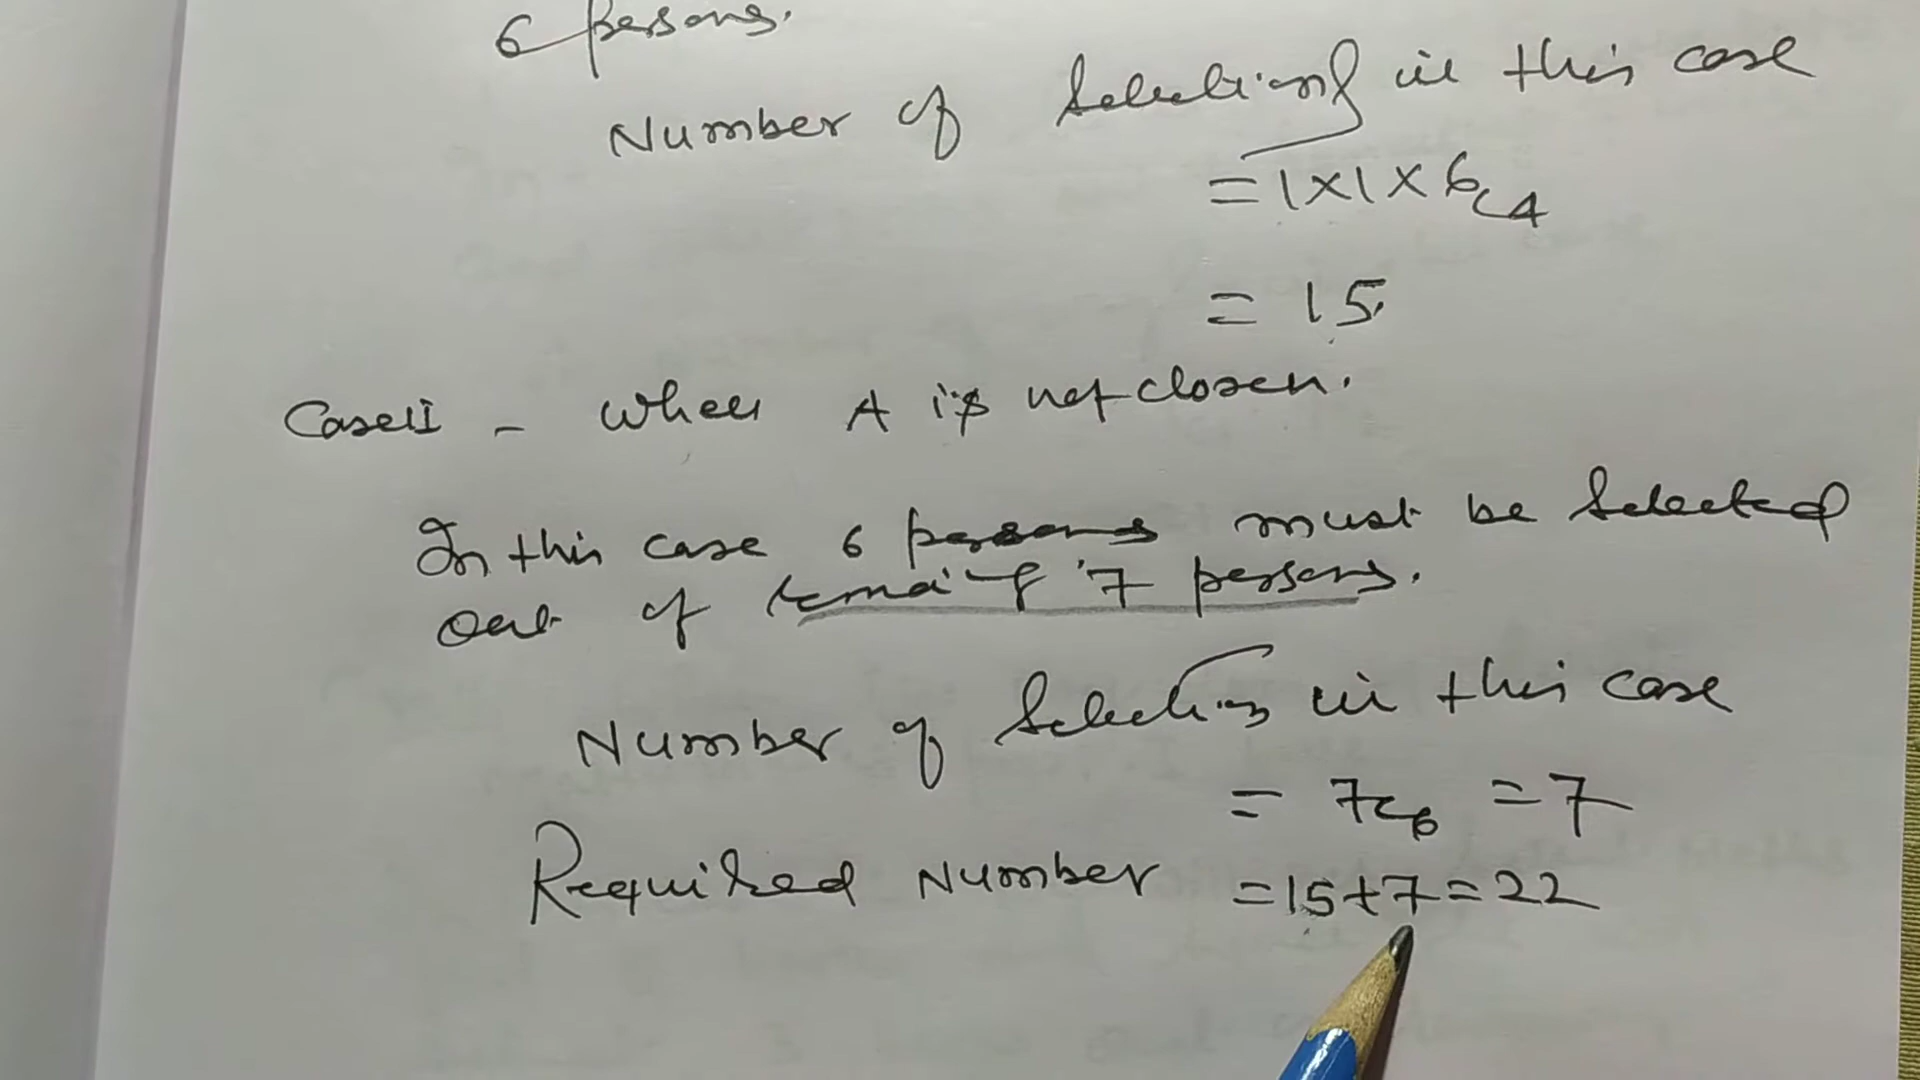 6 persons.
Number of Selections in this case
= 1 × 1 × 6C4
= 15
Case II - When A is not chosen.
In this case 6 persons must be Selected
out of remaing 7 persons.
Number of Selections in this case
= 7C6 = 7
Required Number = 15+7=22